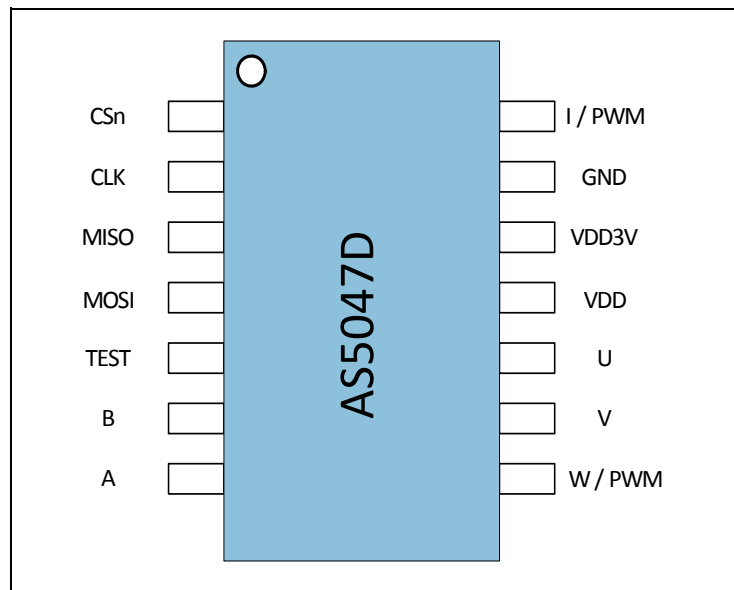 CSn
I / PWM
CLK
GND
MISO
VDD3V
MOSI
VDD
TEST
U
B
V
A
W / PWM
AS5047D